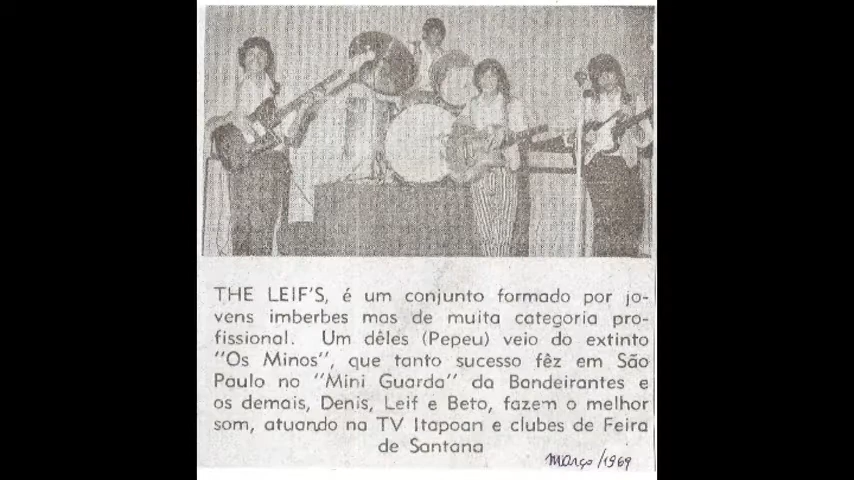 THE LEIF'S, é um conjunto formado por jo-
vens imberbes mas de muita categoria pro-
fissional. Um dêles (Pepeu) veio do extinto
"Os Minos", que tanto sucesso fêz em São
Paulo no "Mini Guarda" da Bandeirantes e
os demais, Denis, Leif e Beto, fazem o melhor
som, atuando na TV Itapoan e clubes de Feira
de Santana
março/1969